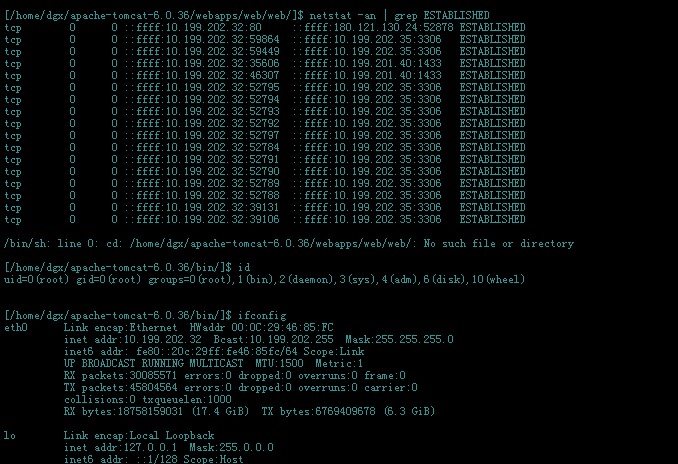 [/home/dgx/apache-tomcat-6.0.36/webapps/web/web/]$ netstat -an | grep ESTABLISHED
tcp        0      0 ::ffff:10.199.202.32:80     ::ffff:180.121.130.24:52878 ESTABLISHED
tcp        0      0 ::ffff:10.199.202.32:59864  ::ffff:10.199.202.35:3306   ESTABLISHED
tcp        0      0 ::ffff:10.199.202.32:59449  ::ffff:10.199.202.35:3306   ESTABLISHED
tcp        0      0 ::ffff:10.199.202.32:35606  ::ffff:10.199.201.40:1433   ESTABLISHED
tcp        0      0 ::ffff:10.199.202.32:46307  ::ffff:10.199.201.40:1433   ESTABLISHED
tcp        0      0 ::ffff:10.199.202.32:52795  ::ffff:10.199.202.35:3306   ESTABLISHED
tcp        0      0 ::ffff:10.199.202.32:52794  ::ffff:10.199.202.35:3306   ESTABLISHED
tcp        0      0 ::ffff:10.199.202.32:52793  ::ffff:10.199.202.35:3306   ESTABLISHED
tcp        0      0 ::ffff:10.199.202.32:52792  ::ffff:10.199.202.35:3306   ESTABLISHED
tcp        0      0 ::ffff:10.199.202.32:52797  ::ffff:10.199.202.35:3306   ESTABLISHED
tcp        0      0 ::ffff:10.199.202.32:52784  ::ffff:10.199.202.35:3306   ESTABLISHED
tcp        0      0 ::ffff:10.199.202.32:52791  ::ffff:10.199.202.35:3306   ESTABLISHED
tcp        0      0 ::ffff:10.199.202.32:52790  ::ffff:10.199.202.35:3306   ESTABLISHED
tcp        0      0 ::ffff:10.199.202.32:52789  ::ffff:10.199.202.35:3306   ESTABLISHED
tcp        0      0 ::ffff:10.199.202.32:52788  ::ffff:10.199.202.35:3306   ESTABLISHED
tcp        0      0 ::ffff:10.199.202.32:39131  ::ffff:10.199.202.35:3306   ESTABLISHED
tcp        0      0 ::ffff:10.199.202.32:39106  ::ffff:10.199.202.35:3306   ESTABLISHED
/bin/sh: line 0: cd: /home/dgx/apache-tomcat-6.0.36/webapps/web/web/: No such file or directory
[/home/dgx/apache-tomcat-6.0.36/bin/]$ id
uid=0(root) gid=0(root) groups=0(root),1(bin),2(daemon),3(sys),4(adm),6(disk),10(wheel)
[/home/dgx/apache-tomcat-6.0.36/bin/]$ ifconfig
eth0      Link encap:Ethernet  HWaddr 00:0C:29:46:85:FC
          inet addr:10.199.202.32  Bcast:10.199.202.255  Mask:255.255.255.0
          inet6 addr: fe80::20c:29ff:fe46:85fc/64 Scope:Link
          UP BROADCAST RUNNING MULTICAST  MTU:1500  Metric:1
          RX packets:30085571 errors:0 dropped:0 overruns:0 frame:0
          TX packets:45804564 errors:0 dropped:0 overruns:0 carrier:0
          collisions:0 txqueuelen:1000
          RX bytes:18758159031 (17.4 GiB)  TX bytes:6769409678 (6.3 GiB)
lo        Link encap:Local Loopback
          inet addr:127.0.0.1  Mask:255.0.0.0
          inet6 addr: ::1/128 Scope:Host